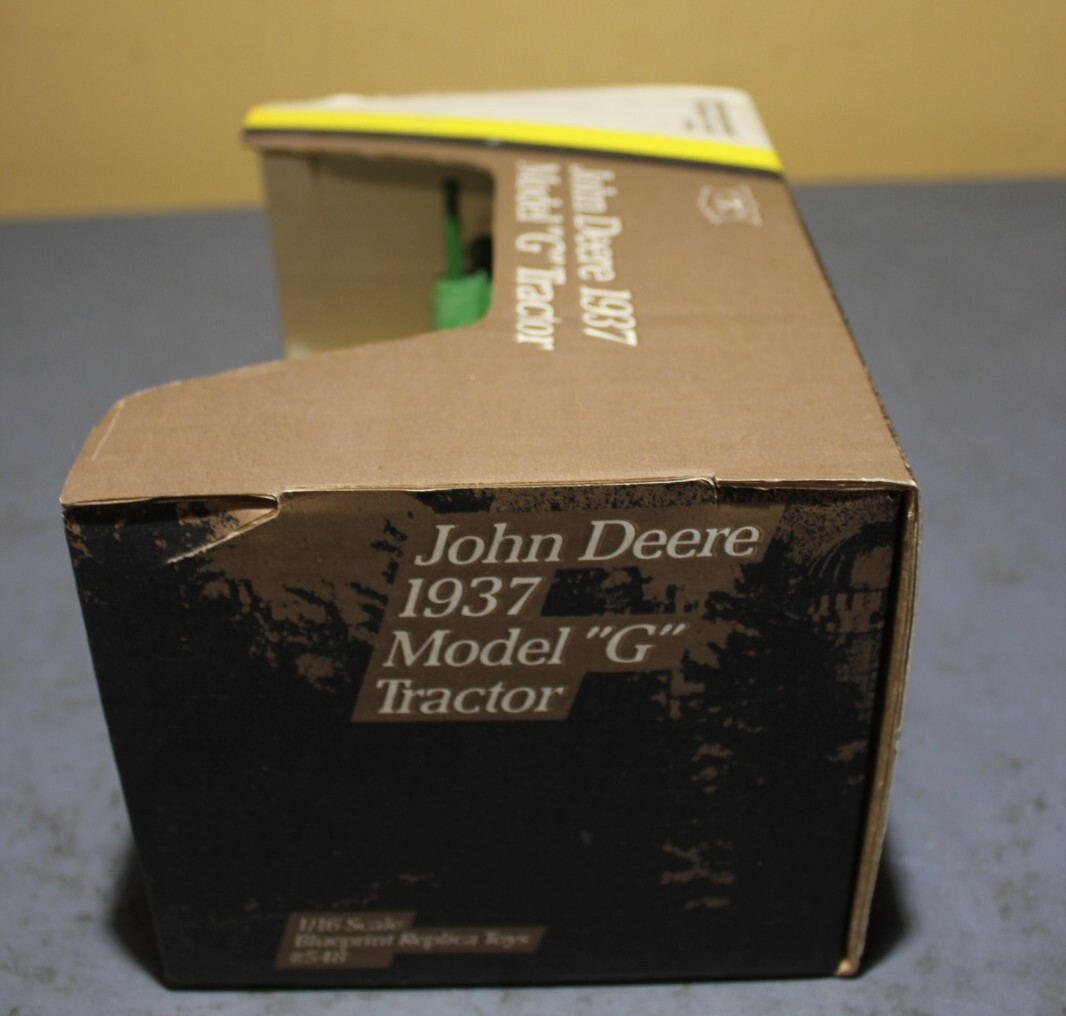 John Deere 1937
Model "G" Tractor
John Deere
1937
Model "G"
Tractor
1/16 Scale
Blueprint Replica Toys
#548